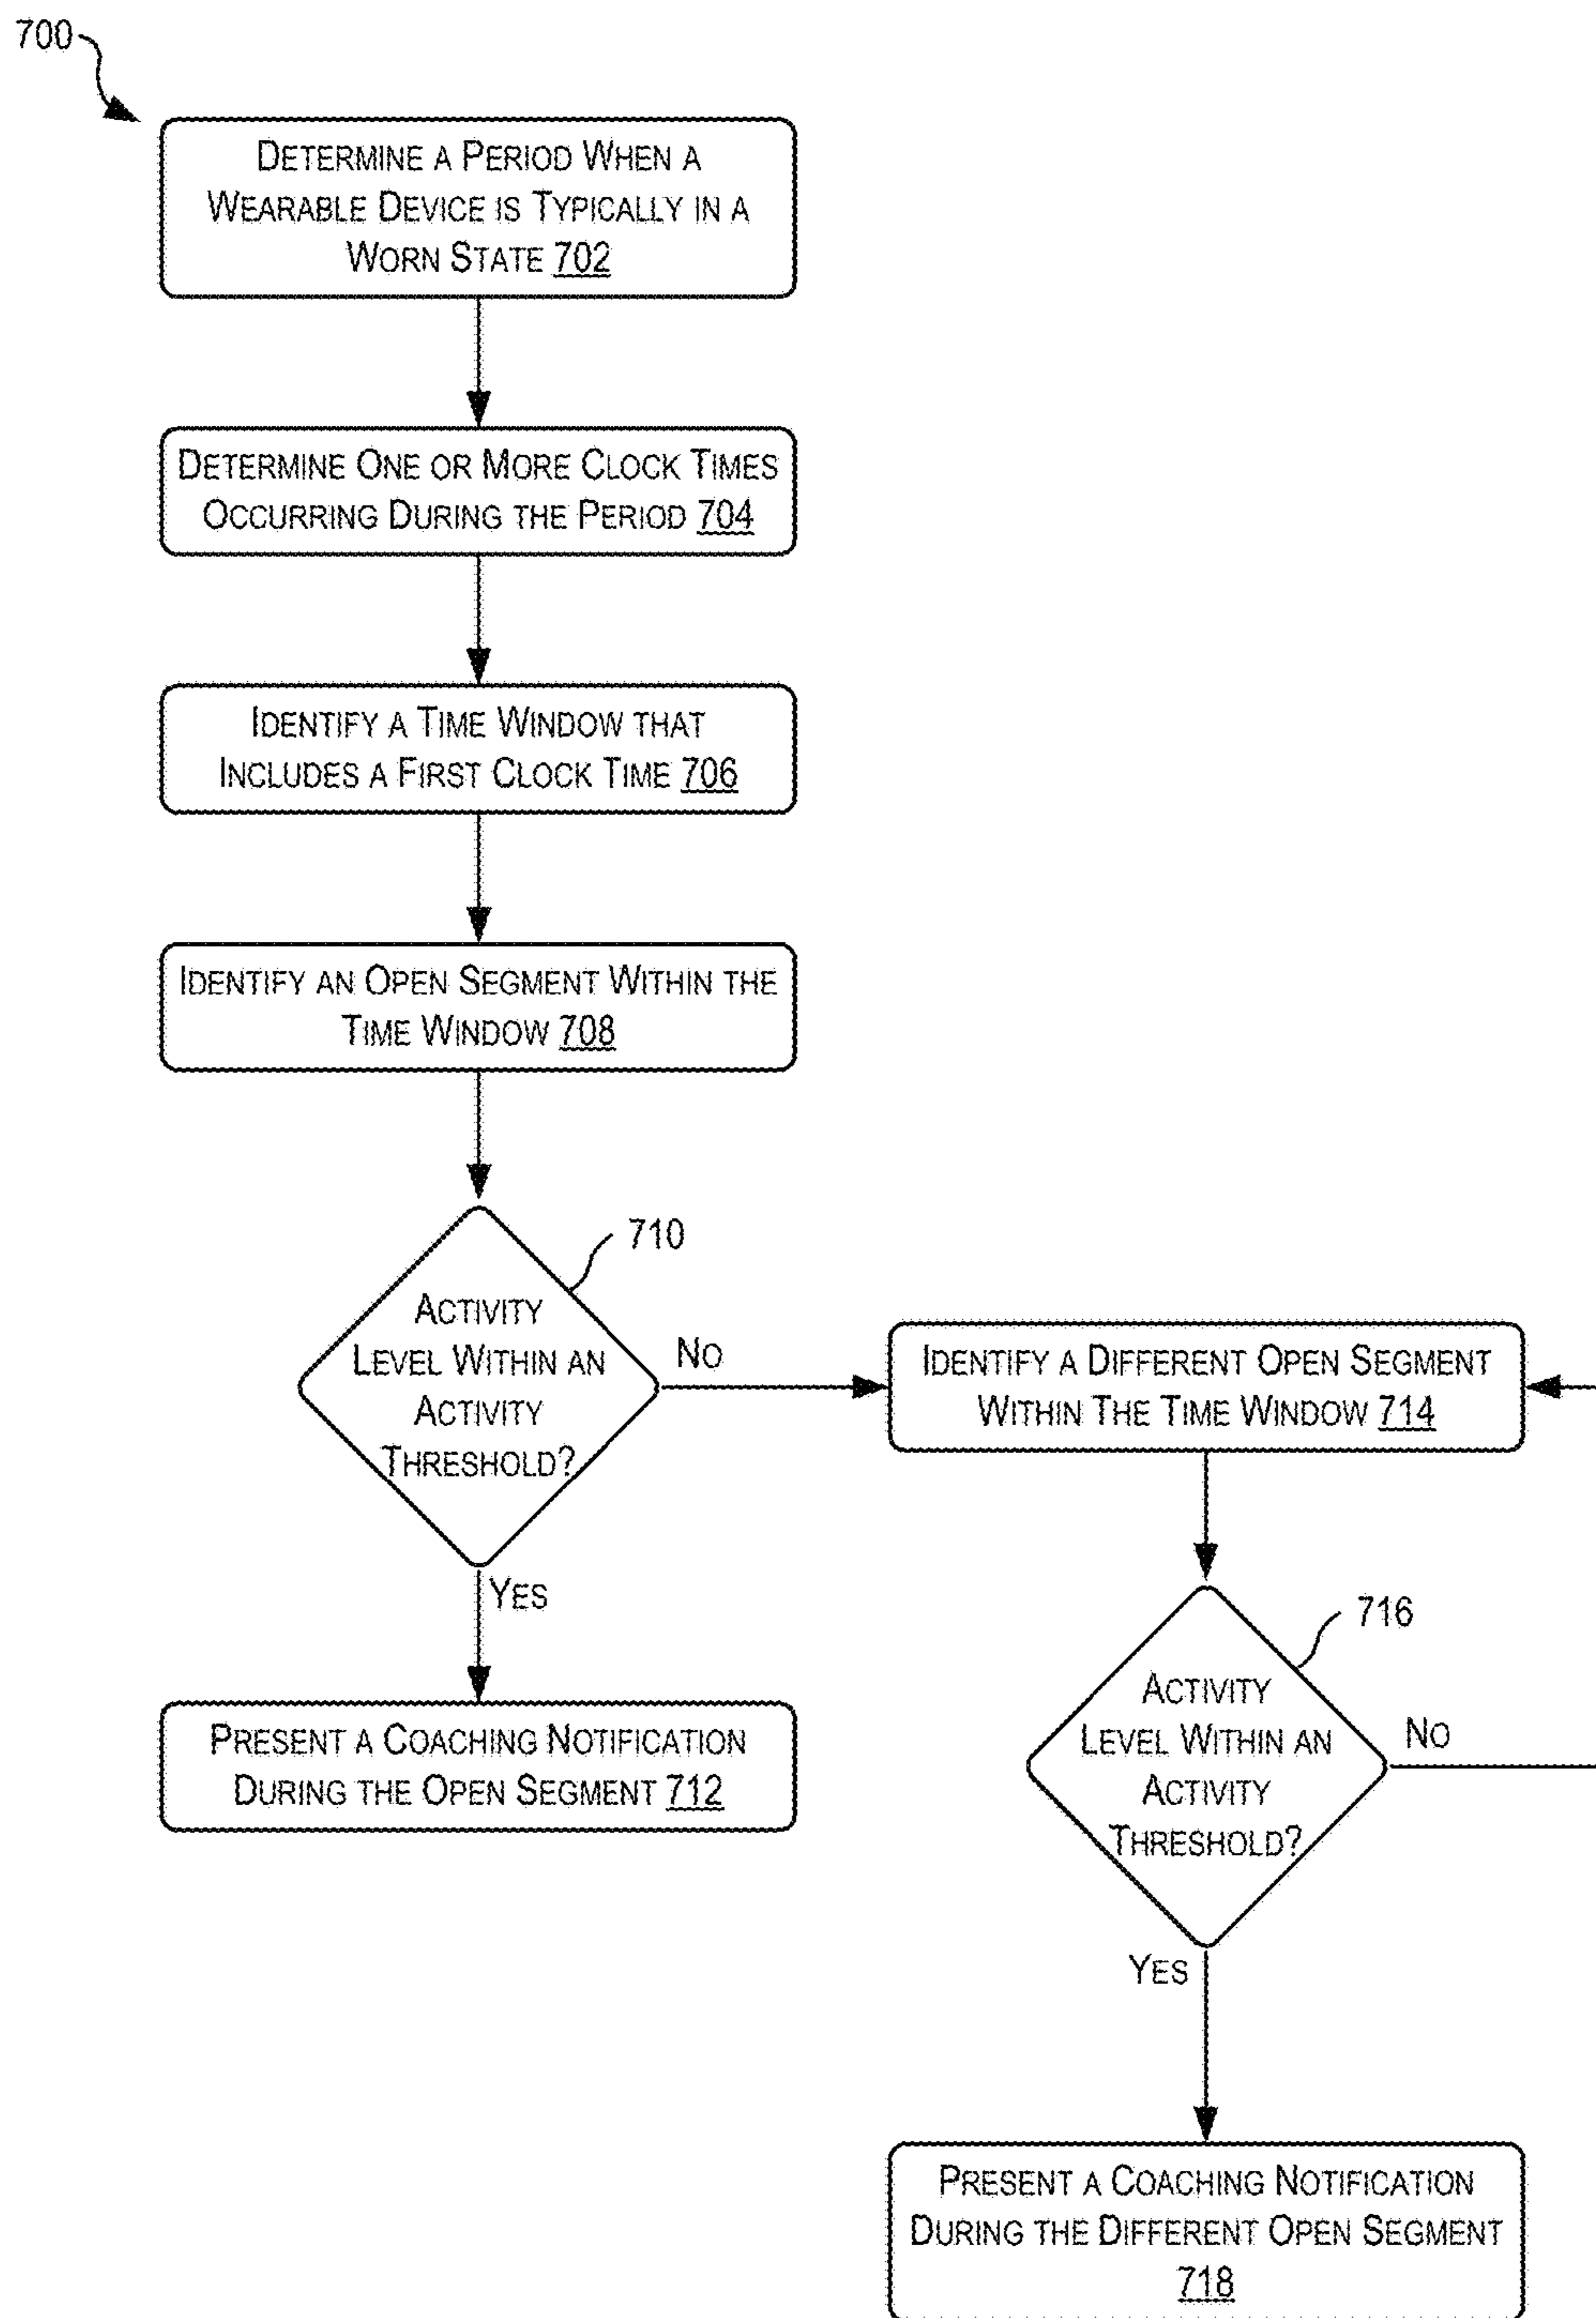 700
DETERMINE A PERIOD WHEN A
WEARABLE DEVICE IS TYPICALLY IN A
WORN STATE 702
DETERMINE ONE OR MORE CLOCK TIMES
OCCURRING DURING THE PERIOD 704
IDENTIFY A TIME WINDOW THAT
INCLUDES A FIRST CLOCK TIME 706
IDENTIFY AN OPEN SEGMENT WITHIN THE
TIME WINDOW 708
710
ACTIVITY
LEVEL WITHIN AN
ACTIVITY
THRESHOLD?
NO
YES
PRESENT A COACHING NOTIFICATION
DURING THE OPEN SEGMENT 712
IDENTIFY A DIFFERENT OPEN SEGMENT
WITHIN THE TIME WINDOW 714
716
ACTIVITY
LEVEL WITHIN AN
ACTIVITY
THRESHOLD?
NO
YES
PRESENT A COACHING NOTIFICATION
DURING THE DIFFERENT OPEN SEGMENT
718